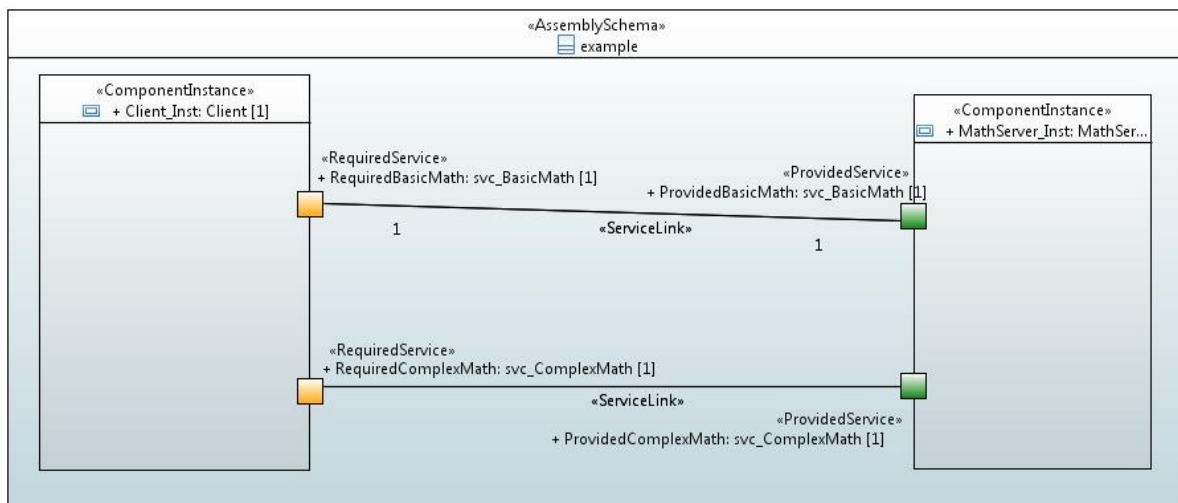 «AssemblySchema»
example
«ComponentInstance»
+ Client_Inst: Client [1]
«ComponentInstance»
+ MathServer_Inst: MathSer...
«RequiredService»
+ RequiredBasicMath: svc_BasicMath [1]
«ProvidedService»
+ ProvidedBasicMath: svc_BasicMath [1]
1
«ServiceLink»
1
«RequiredService»
+ RequiredComplexMath: svc_ComplexMath [1]
«ServiceLink»
«ProvidedService»
+ ProvidedComplexMath: svc_ComplexMath [1]